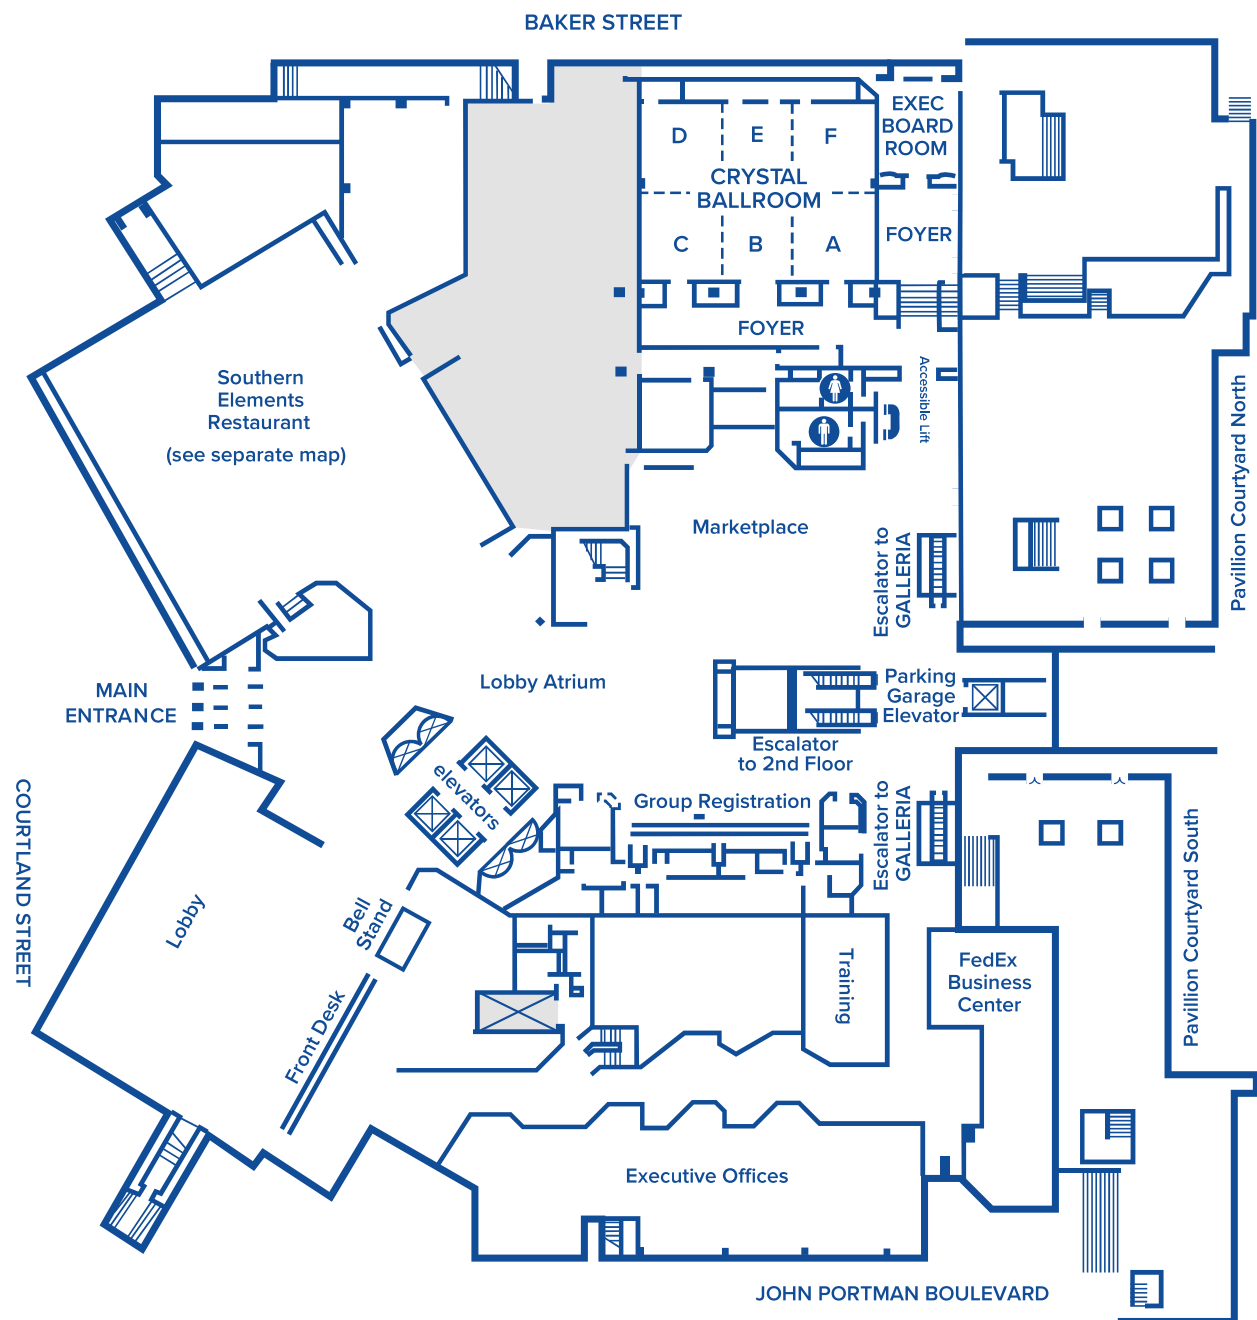 BAKER STREET
EXEC
BOARD
ROOM
D
E
F
CRYSTAL
BALLROOM
C
B
A
FOYER
FOYER
Accessible Lift
Southern
Elements
Restaurant
(see separate map)
Pavillion Courtyard North
Marketplace
Escalator to
GALLERIA
MAIN
ENTRANCE
Lobby Atrium
Parking
Garage
Elevator
Escalator
to 2nd Floor
elevators
Group Registration
Escalator to
GALLERIA
COURTLAND STREET
Lobby
Bell
Stand
Front Desk
Training
FedEx
Business
Center
Pavillion Courtyard South
Executive Offices
JOHN PORTMAN BOULEVARD